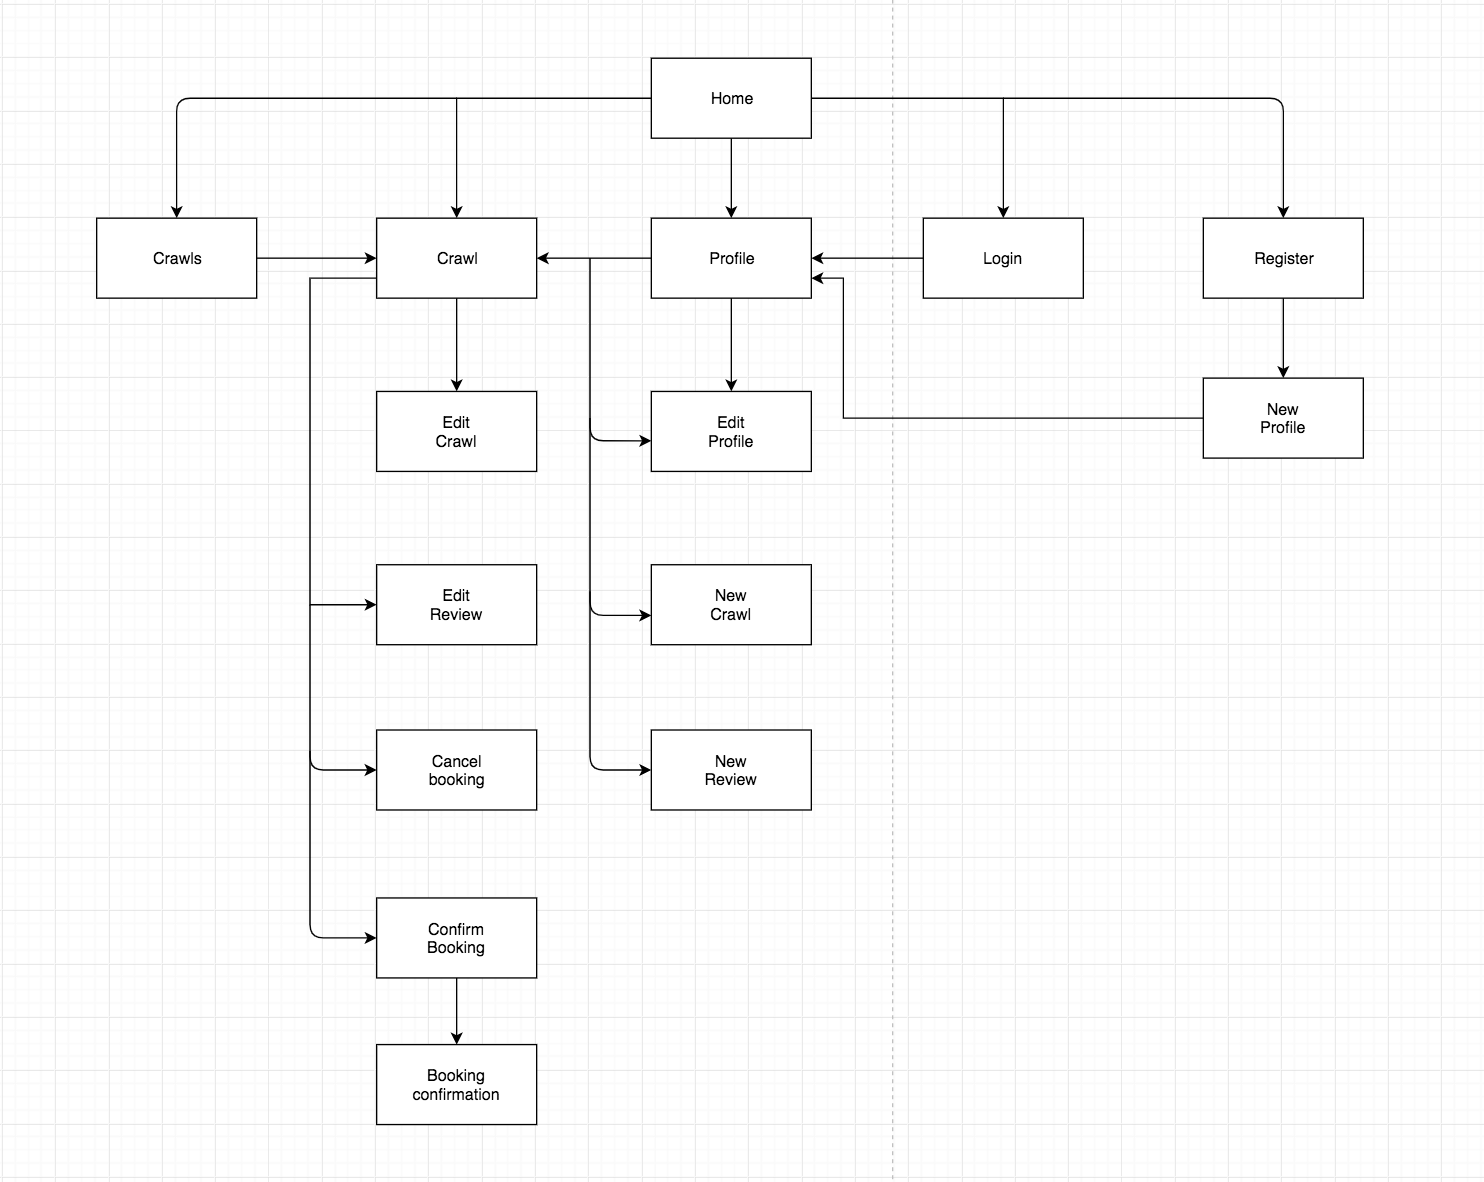 Home
Crawls
Crawl
Profile
Login
Register
Edit
Crawl
Edit
Profile
New
Profile
Edit
Review
New
Crawl
Cancel
booking
New
Review
Confirm
Booking
Booking
confirmation